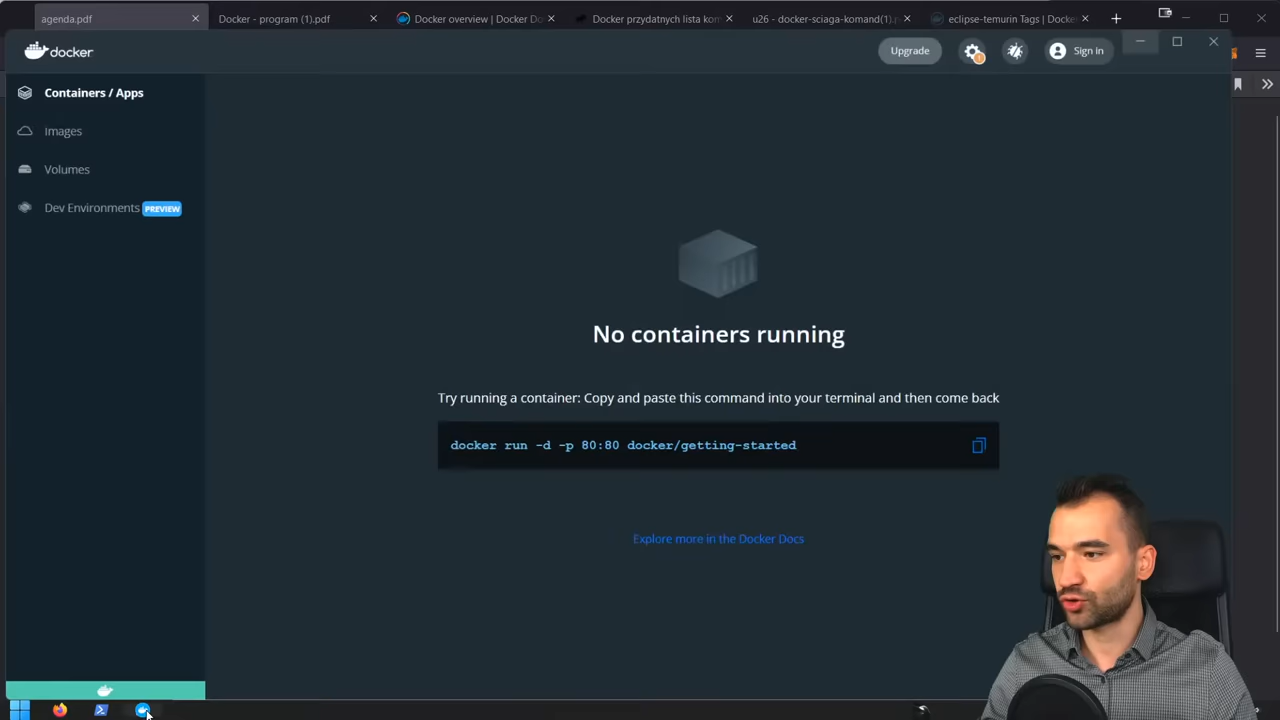 agenda.pdf
Docker - program (1).pdf
Docker overview | Docker Do
Docker przydatnych lista kom
u26 - docker-sciaga-komand(1).p
eclipse-temurin Tags | Docke
docker
Upgrade
Sign in
Containers / Apps
Images
Volumes
Dev Environments PREVIEW
No containers running
Try running a container: Copy and paste this command into your terminal and then come back
docker run -d -p 80:80 docker/getting-started
Explore more in the Docker Docs